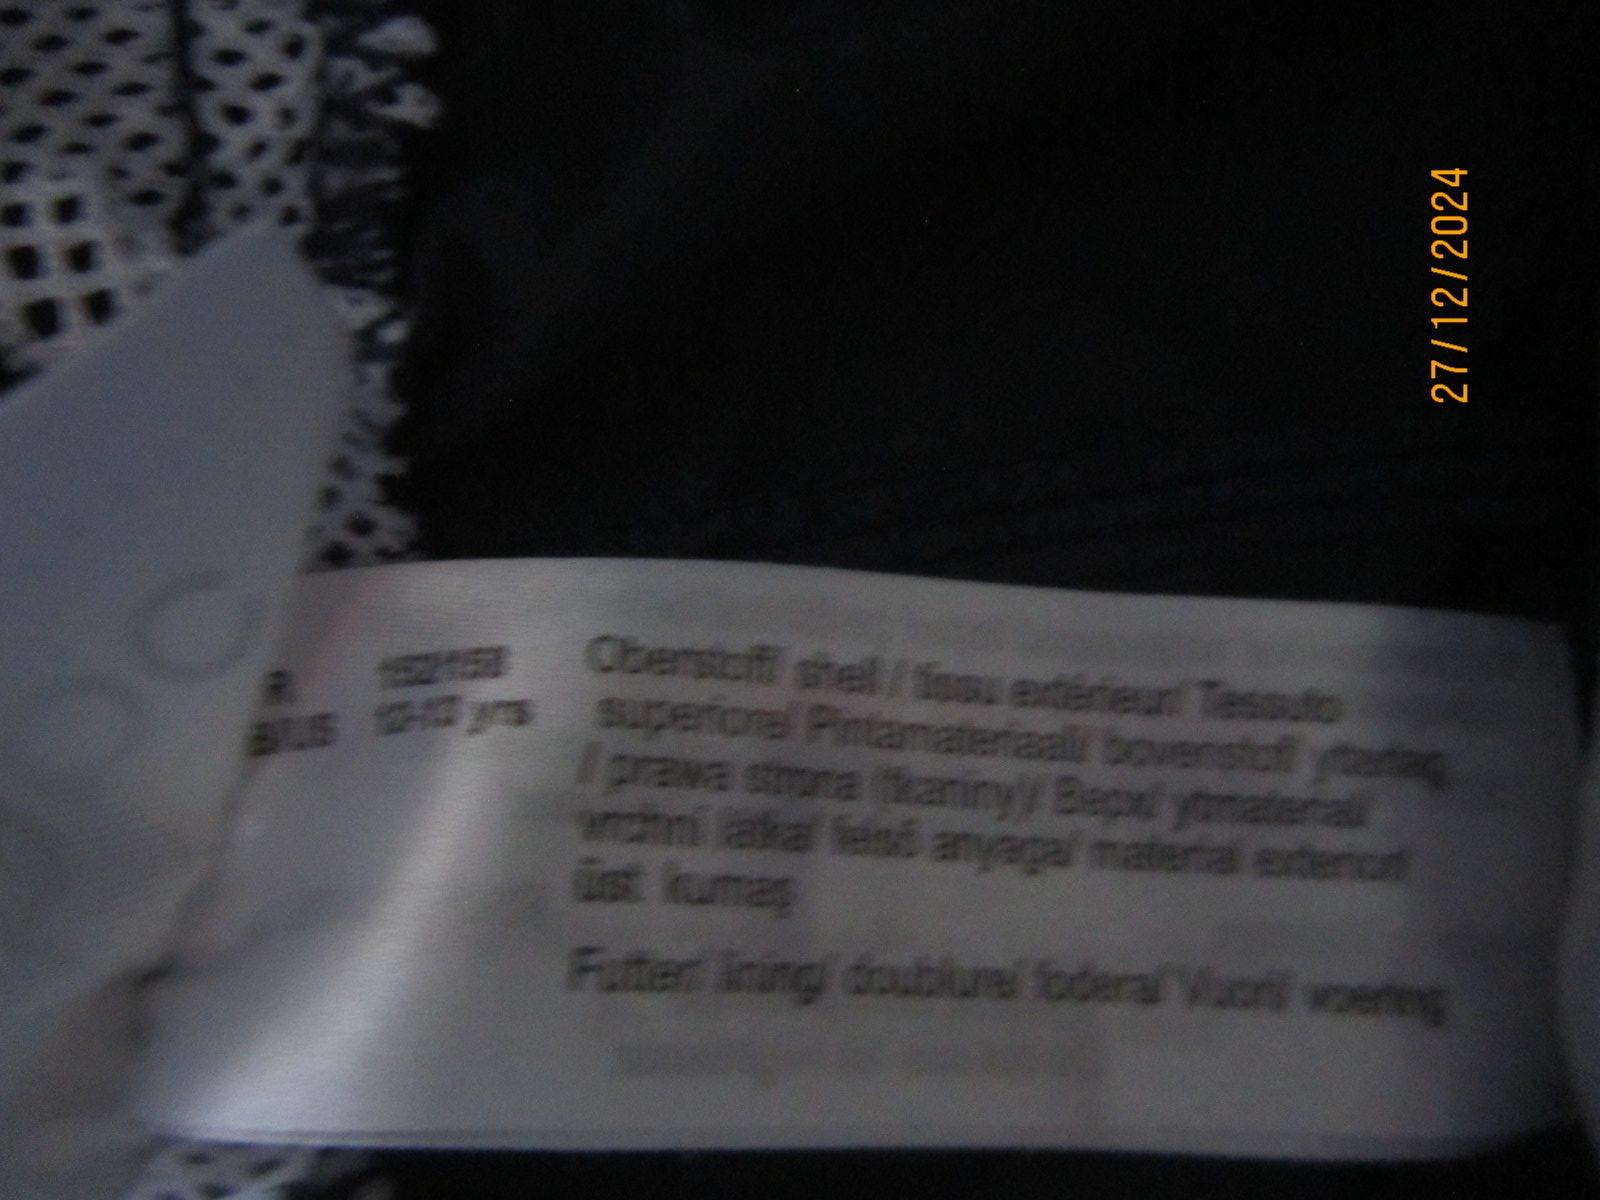 152/158
12-13 yrs
Oberstoff/ shell / tissu extérieur/ Tessuto
superiore/ Pintamateriaali/ bovenstof/ yttertyg
/ prawa strona (tkaniny)/ Верх/ ytmaterial/
vrchní látka/ felső anyaga/ material exterior/
üst kumaş
Futter/ lining/ doublure/ fodera/ Vuori/ voering
27/12/2024